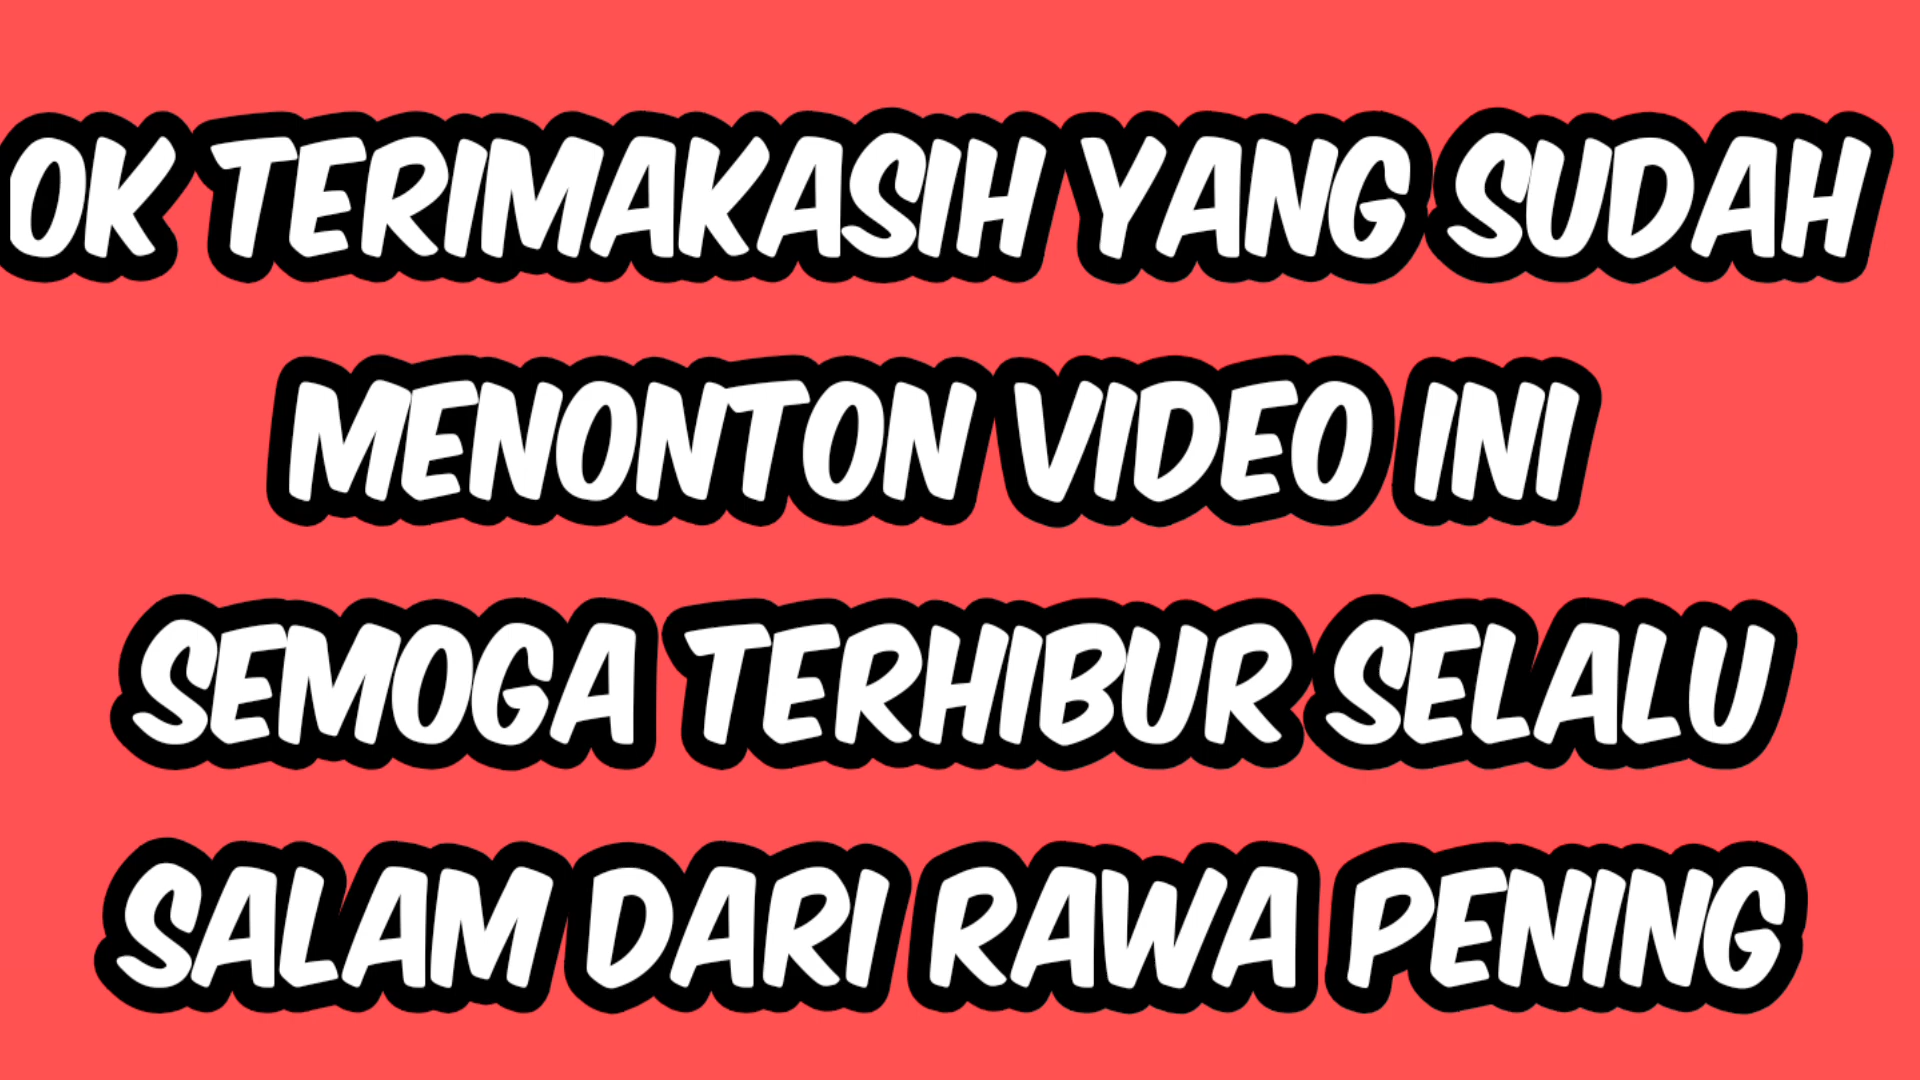 OK TERIMAKASIH YANG SUDAH
MENONTON VIDEO INI
SEMOGA TERHIBUR SELALU
SALAM DARI RAWA PENING